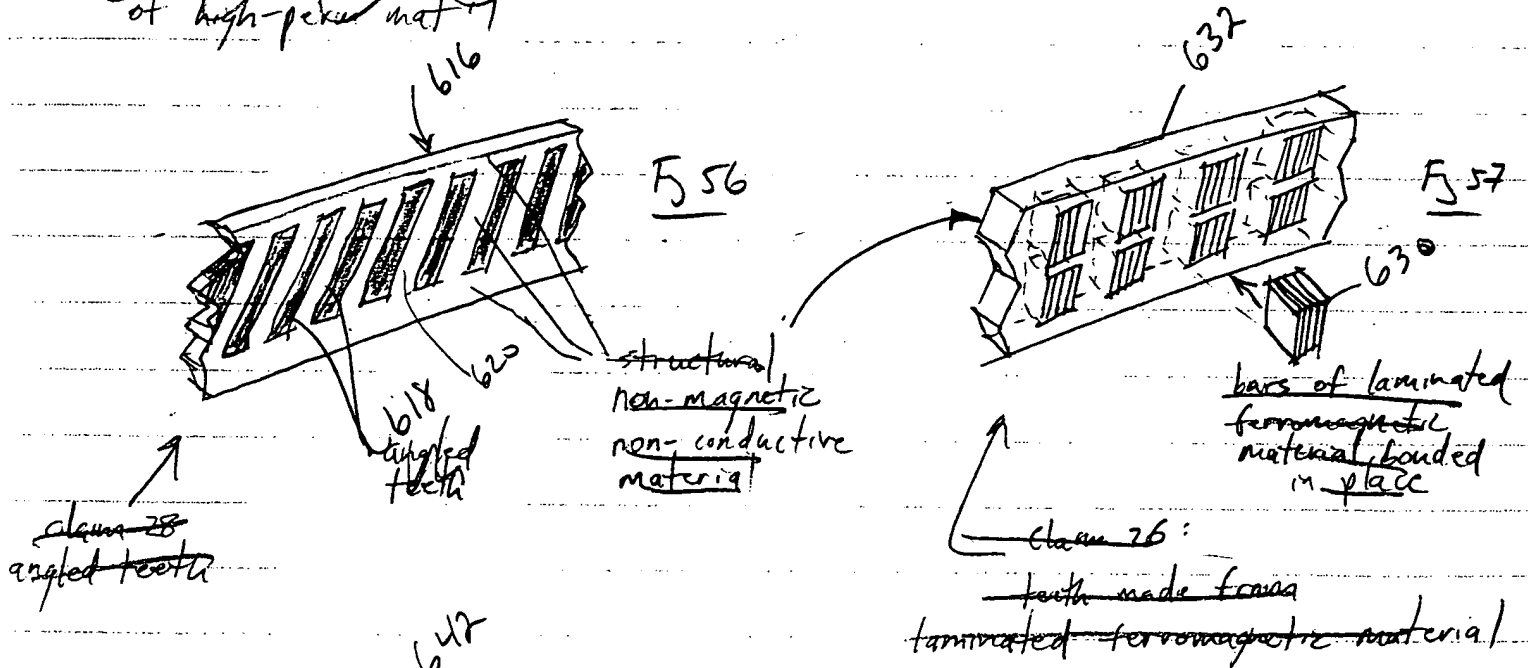 of high-perm mat'l
616
632
Fig 56
Fig 57
630
620
618
angled
teeth
structural
non-magnetic
non-conductive
material
bars of laminated
ferromagnetic
material bonded
in place
claim 28
angled teeth
claim 26:
teeth made from
laminated ferromagnetic material
642